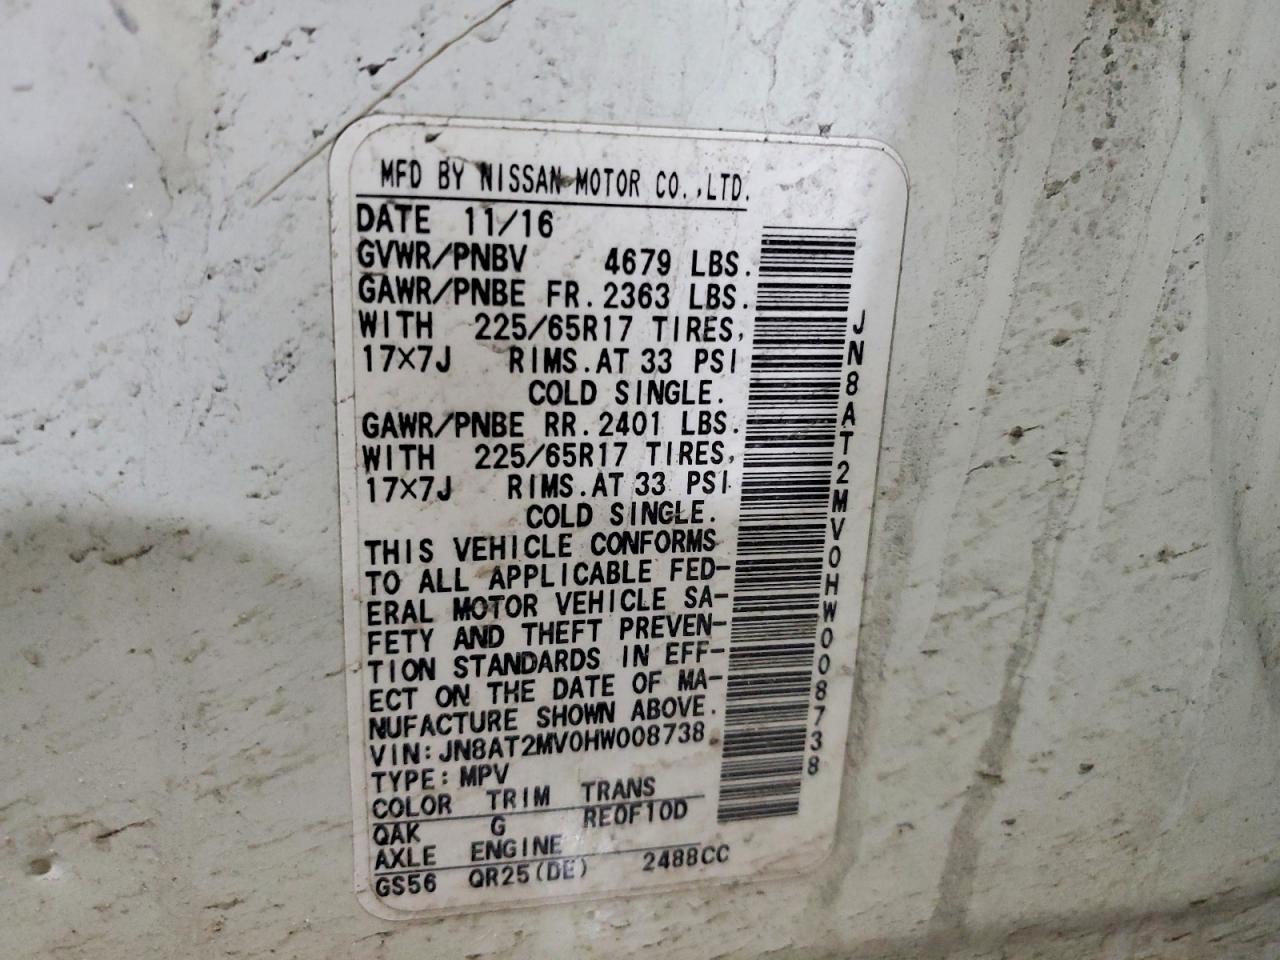 MFD BY NISSAN MOTOR CO.,LTD.
DATE 11/16
GVWR/PNBV 4679 LBS.
GAWR/PNBE FR. 2363 LBS.
WITH 225/65R17 TIRES,
17×7J RIMS. AT 33 PSI
COLD SINGLE.
GAWR/PNBE RR. 2401 LBS.
WITH 225/65R17 TIRES,
17×7J RIMS. AT 33 PSI
COLD SINGLE.
THIS VEHICLE CONFORMS
TO ALL APPLICABLE FED-
ERAL MOTOR VEHICLE SA-
FETY AND THEFT PREVEN-
TION STANDARDS IN EFF-
ECT ON THE DATE OF MA-
NUFACTURE SHOWN ABOVE.
VIN: JN8AT2MV0HW008738
TYPE: MPV
COLOR TRIM TRANS
QAK G RE0F10D
AXLE ENGINE
GS56 QR25(DE) 2488CC
JN8AT2MV0HW008738